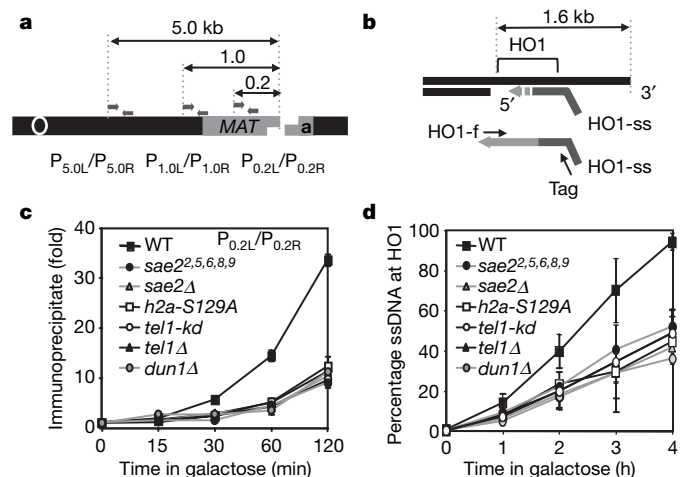 a
5.0 kb
1.0
0.2
MAT
a
P5.0L/P5.0R P1.0L/P1.0R P0.2L/P0.2R
b
1.6 kb
HO1
5′
3′
HO1-ss
HO1-f
HO1-ss
Tag
c
Immunoprecipitate (fold)
40
30
20
10
0
P0.2L/P0.2R
WT
sae22,5,6,8,9
sae2Δ
h2a-S129A
tel1-kd
tel1Δ
dun1Δ
0 15 30 60 120
Time in galactose (min)
d
Percentage ssDNA at HO1
100
80
60
40
20
0
WT
sae22,5,6,8,9
sae2Δ
h2a-S129A
tel1-kd
tel1Δ
dun1Δ
0 1 2 3 4
Time in galactose (h)